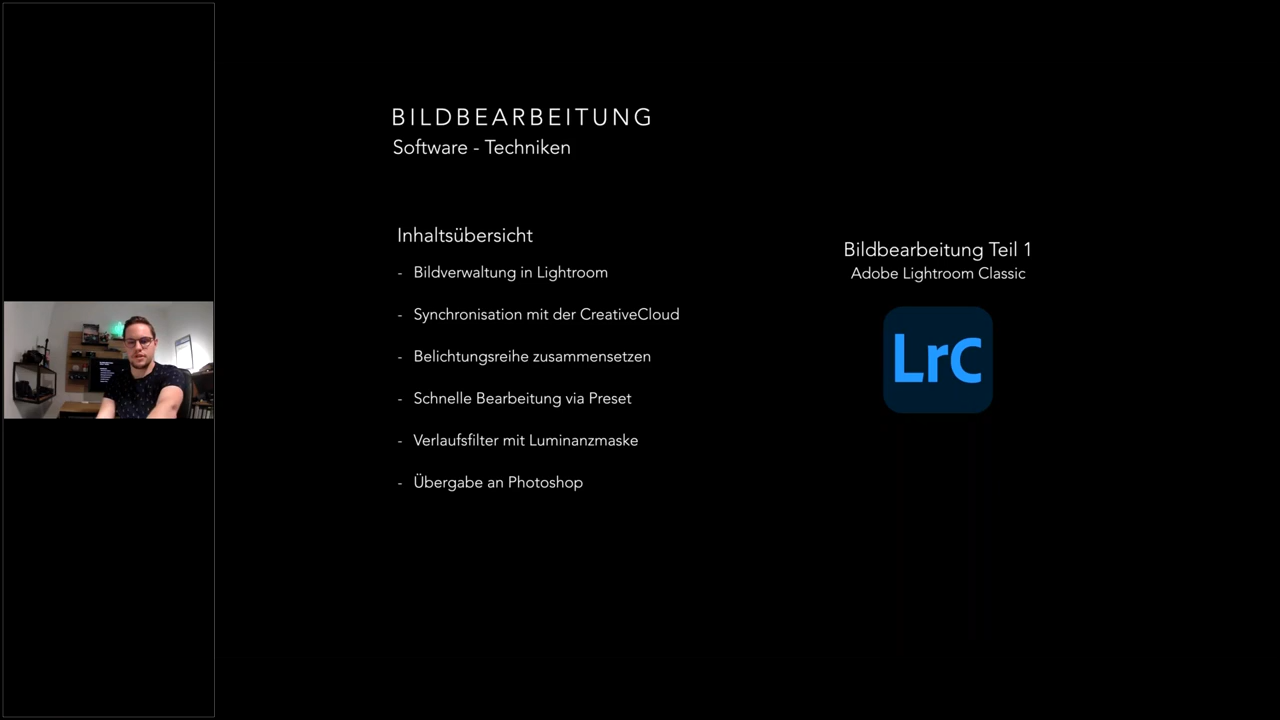 BILDBEARBEITUNG
Software - Techniken
Inhaltsübersicht
- Bildverwaltung in Lightroom
- Synchronisation mit der CreativeCloud
- Belichtungsreihe zusammensetzen
- Schnelle Bearbeitung via Preset
- Verlaufsfilter mit Luminanzmaske
- Übergabe an Photoshop
Bildbearbeitung Teil 1
Adobe Lightroom Classic
LrC